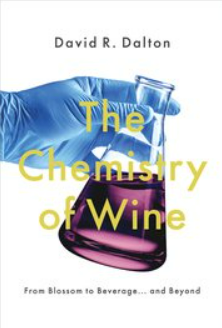 David R. Dalton
The
Chemistry
of Wine
From Blossom to Beverage... and Beyond